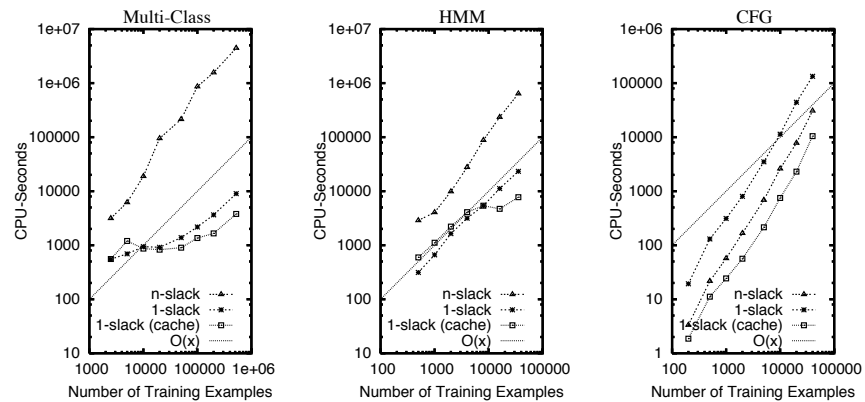 Multi-Class
1e+07
1e+06
100000
10000
1000
100
10
CPU-Seconds
n-slack
1-slack
1-slack (cache)
O(x)
1000 10000 100000 1e+06
Number of Training Examples
HMM
1e+07
1e+06
100000
10000
1000
100
10
CPU-Seconds
n-slack
1-slack
1-slack (cache)
O(x)
100 1000 10000 100000
Number of Training Examples
CFG
1e+06
100000
10000
1000
100
10
1
CPU-Seconds
n-slack
1-slack
1-slack (cache)
O(x)
100 1000 10000 100000
Number of Training Examples